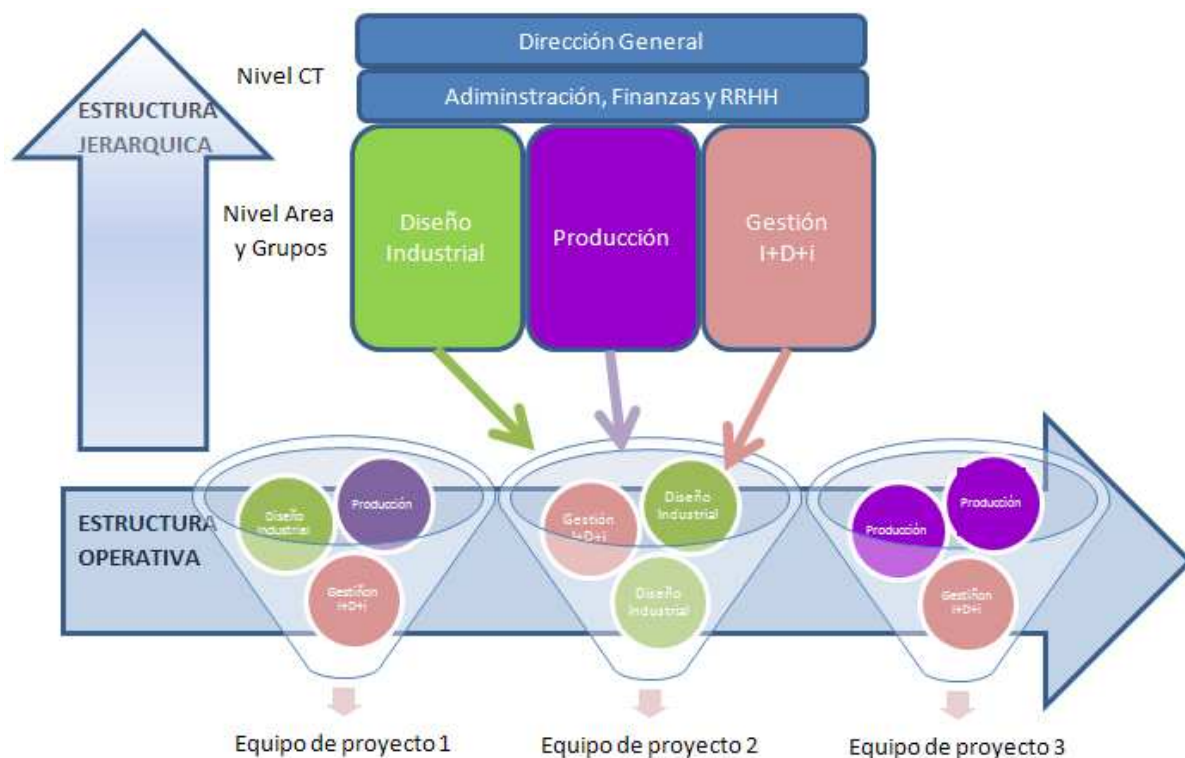 Dirección General
Nivel CT
Adiminstración, Finanzas y RRHH
ESTRUCTURA
JERARQUICA
Nivel Area
y Grupos
Diseño
Industrial
Producción
Gestión
I+D+i
ESTRUCTURA
OPERATIVA
Diseño
Industrial
Producción
Gestiñon
I+D+i
Gestión
I+D+i
Diseño
Industrial
Diseño
Industrial
Producción
Producción
Gestiñon
I+D+i
Equipo de proyecto 1
Equipo de proyecto 2
Equipo de proyecto 3